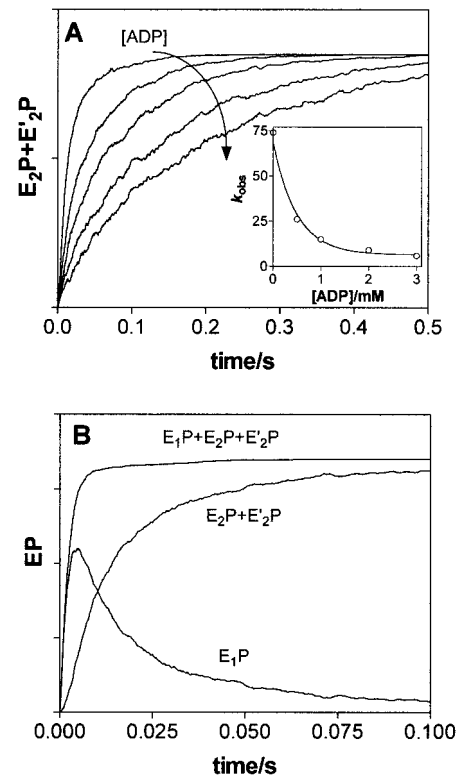 A
[ADP]
E₂P+E'₂P
75
50
25
0
k_obs
0 1 2 3
[ADP]/mM
0.0 0.1 0.2 0.3 0.4 0.5
time/s
B
E₁P+E₂P+E'₂P
E₂P+E'₂P
E₁P
EP
0.000 0.025 0.050 0.075 0.100
time/s